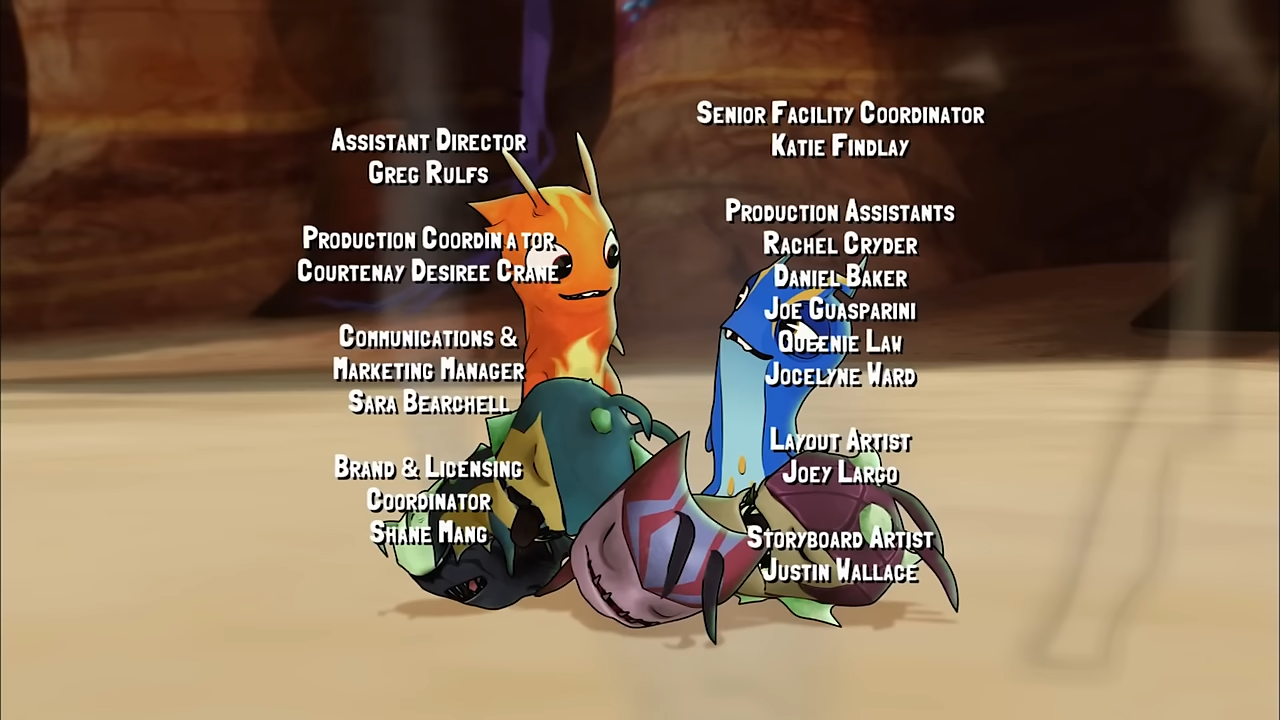 Assistant Director
Greg Rulfs
Production Coordinator
Courtenay Desiree Crane
Communications &
Marketing Manager
Sara Bearchell
Brand & Licensing
Coordinator
Shane Mang
Senior Facility Coordinator
Katie Findlay
Production Assistants
Rachel Cryder
Daniel Baker
Joe Guasparini
Queenie Law
Jocelyne Ward
Layout Artist
Joey Largo
Storyboard Artist
Justin Wallace